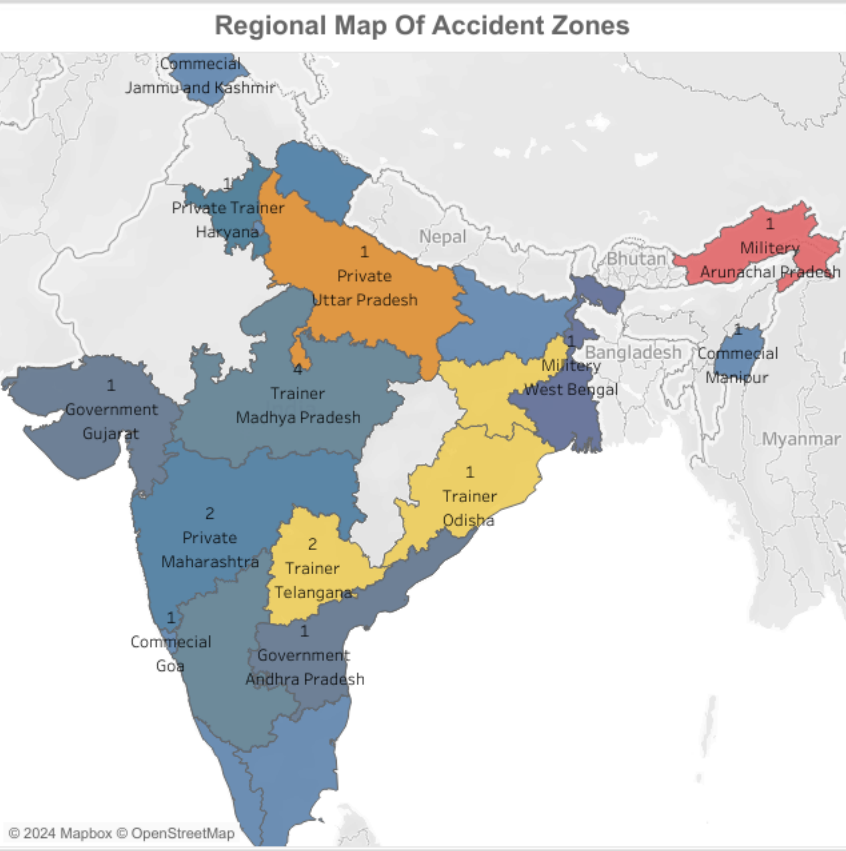 Regional Map Of Accident Zones
Commecial
Jammu and Kashmir
1
Private Trainer
Haryana
Nepal
1
Private
Uttar Pradesh
Bhutan
1
Militery
Arunachal Pradesh
1
Commecial
Manipur
Bangladesh
1
Militery
West Bengal
Myanmar
1
Government
Gujarat
4
Trainer
Madhya Pradesh
1
Trainer
Odisha
2
Private
Maharashtra
2
Trainer
Telangana
1
Commecial
Goa
1
Government
Andhra Pradesh
© 2024 Mapbox © OpenStreetMap